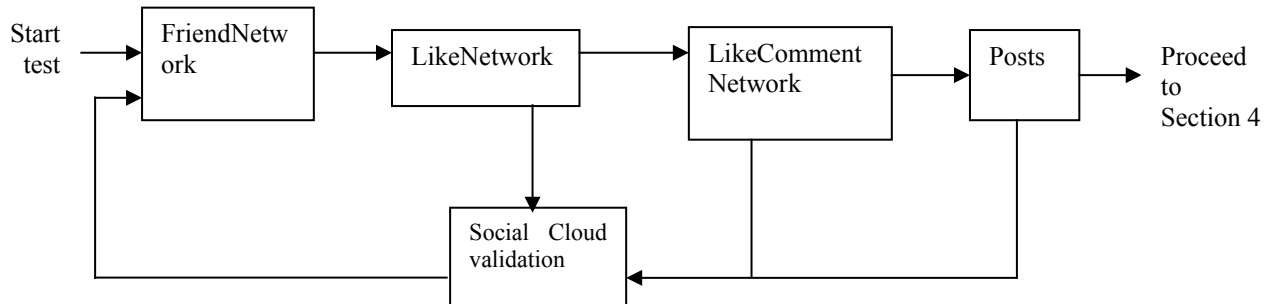 Start
test
FriendNetw
ork
LikeNetwork
LikeComment
Network
Posts
Proceed
to
Section 4
Social Cloud
validation